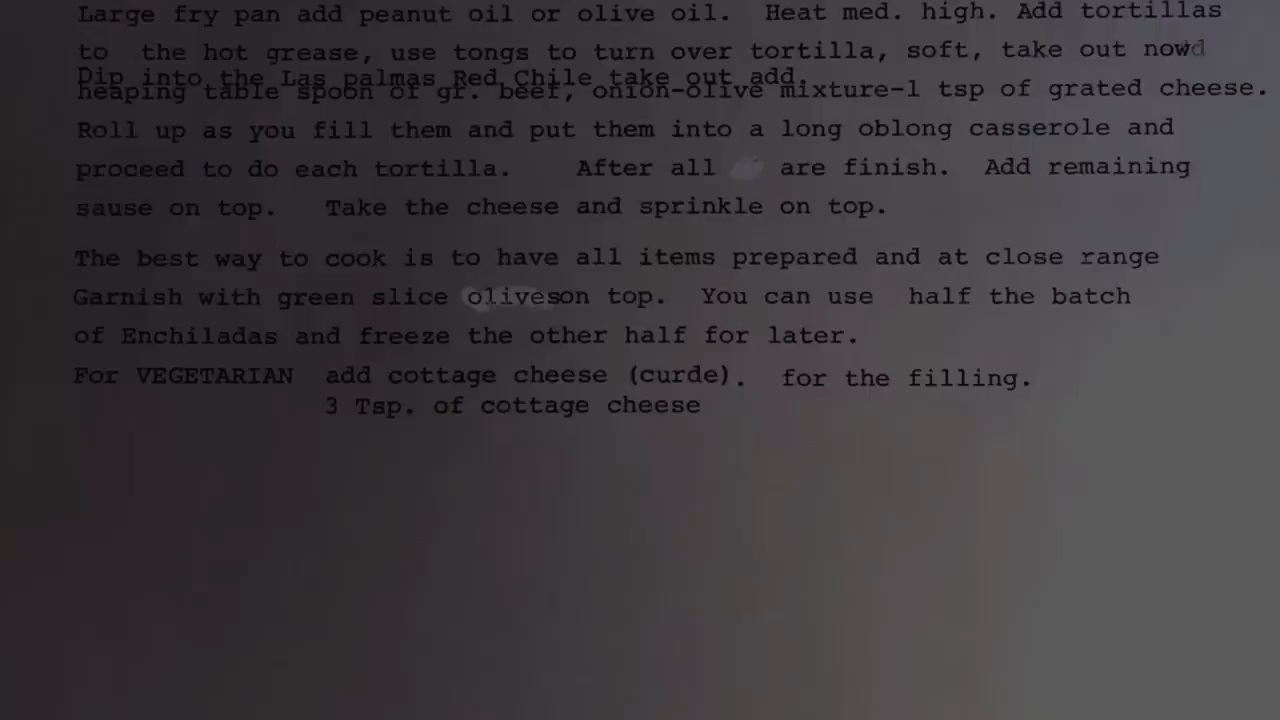 Large fry pan add peanut oil or olive oil. Heat med. high. Add tortillas
to the hot grease, use tongs to turn over tortilla, soft, take out now
Dip into the Las palmas Red Chile take out add.
heaping table spoon of gr. beef, onion-olive mixture-1 tsp of grated cheese.
Roll up as you fill them and put them into a long oblong casserole and
proceed to do each tortilla. After all are finish. Add remaining
sause on top. Take the cheese and sprinkle on top.
The best way to cook is to have all items prepared and at close range
Garnish with green slice oliveson top. You can use half the batch
of Enchiladas and freeze the other half for later.
For VEGETARIAN add cottage cheese (curde). for the filling.
3 Tsp. of cottage cheese